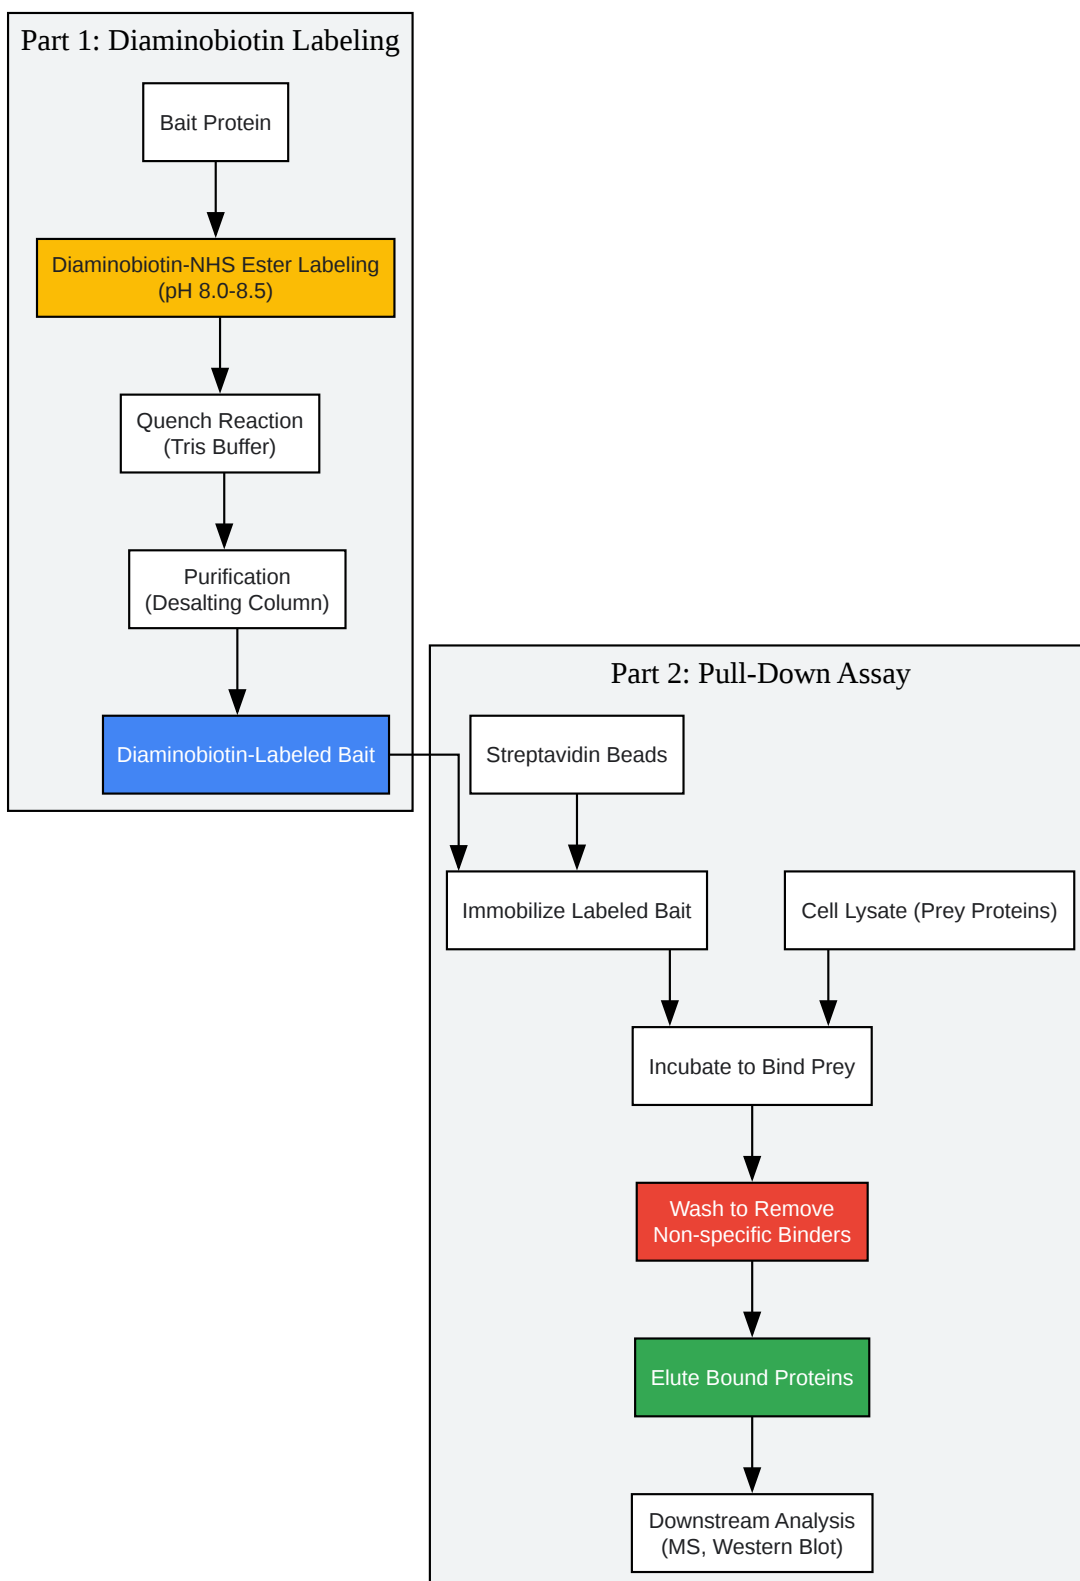 Part 1: Diaminobiotin Labeling
Bait Protein
Diaminobiotin-NHS Ester Labeling
(pH 8.0-8.5)
Quench Reaction
(Tris Buffer)
Purification
(Desalting Column)
Diaminobiotin-Labeled Bait
Part 2: Pull-Down Assay
Streptavidin Beads
Immobilize Labeled Bait
Cell Lysate (Prey Proteins)
Incubate to Bind Prey
Wash to Remove
Non-specific Binders
Elute Bound Proteins
Downstream Analysis
(MS, Western Blot)